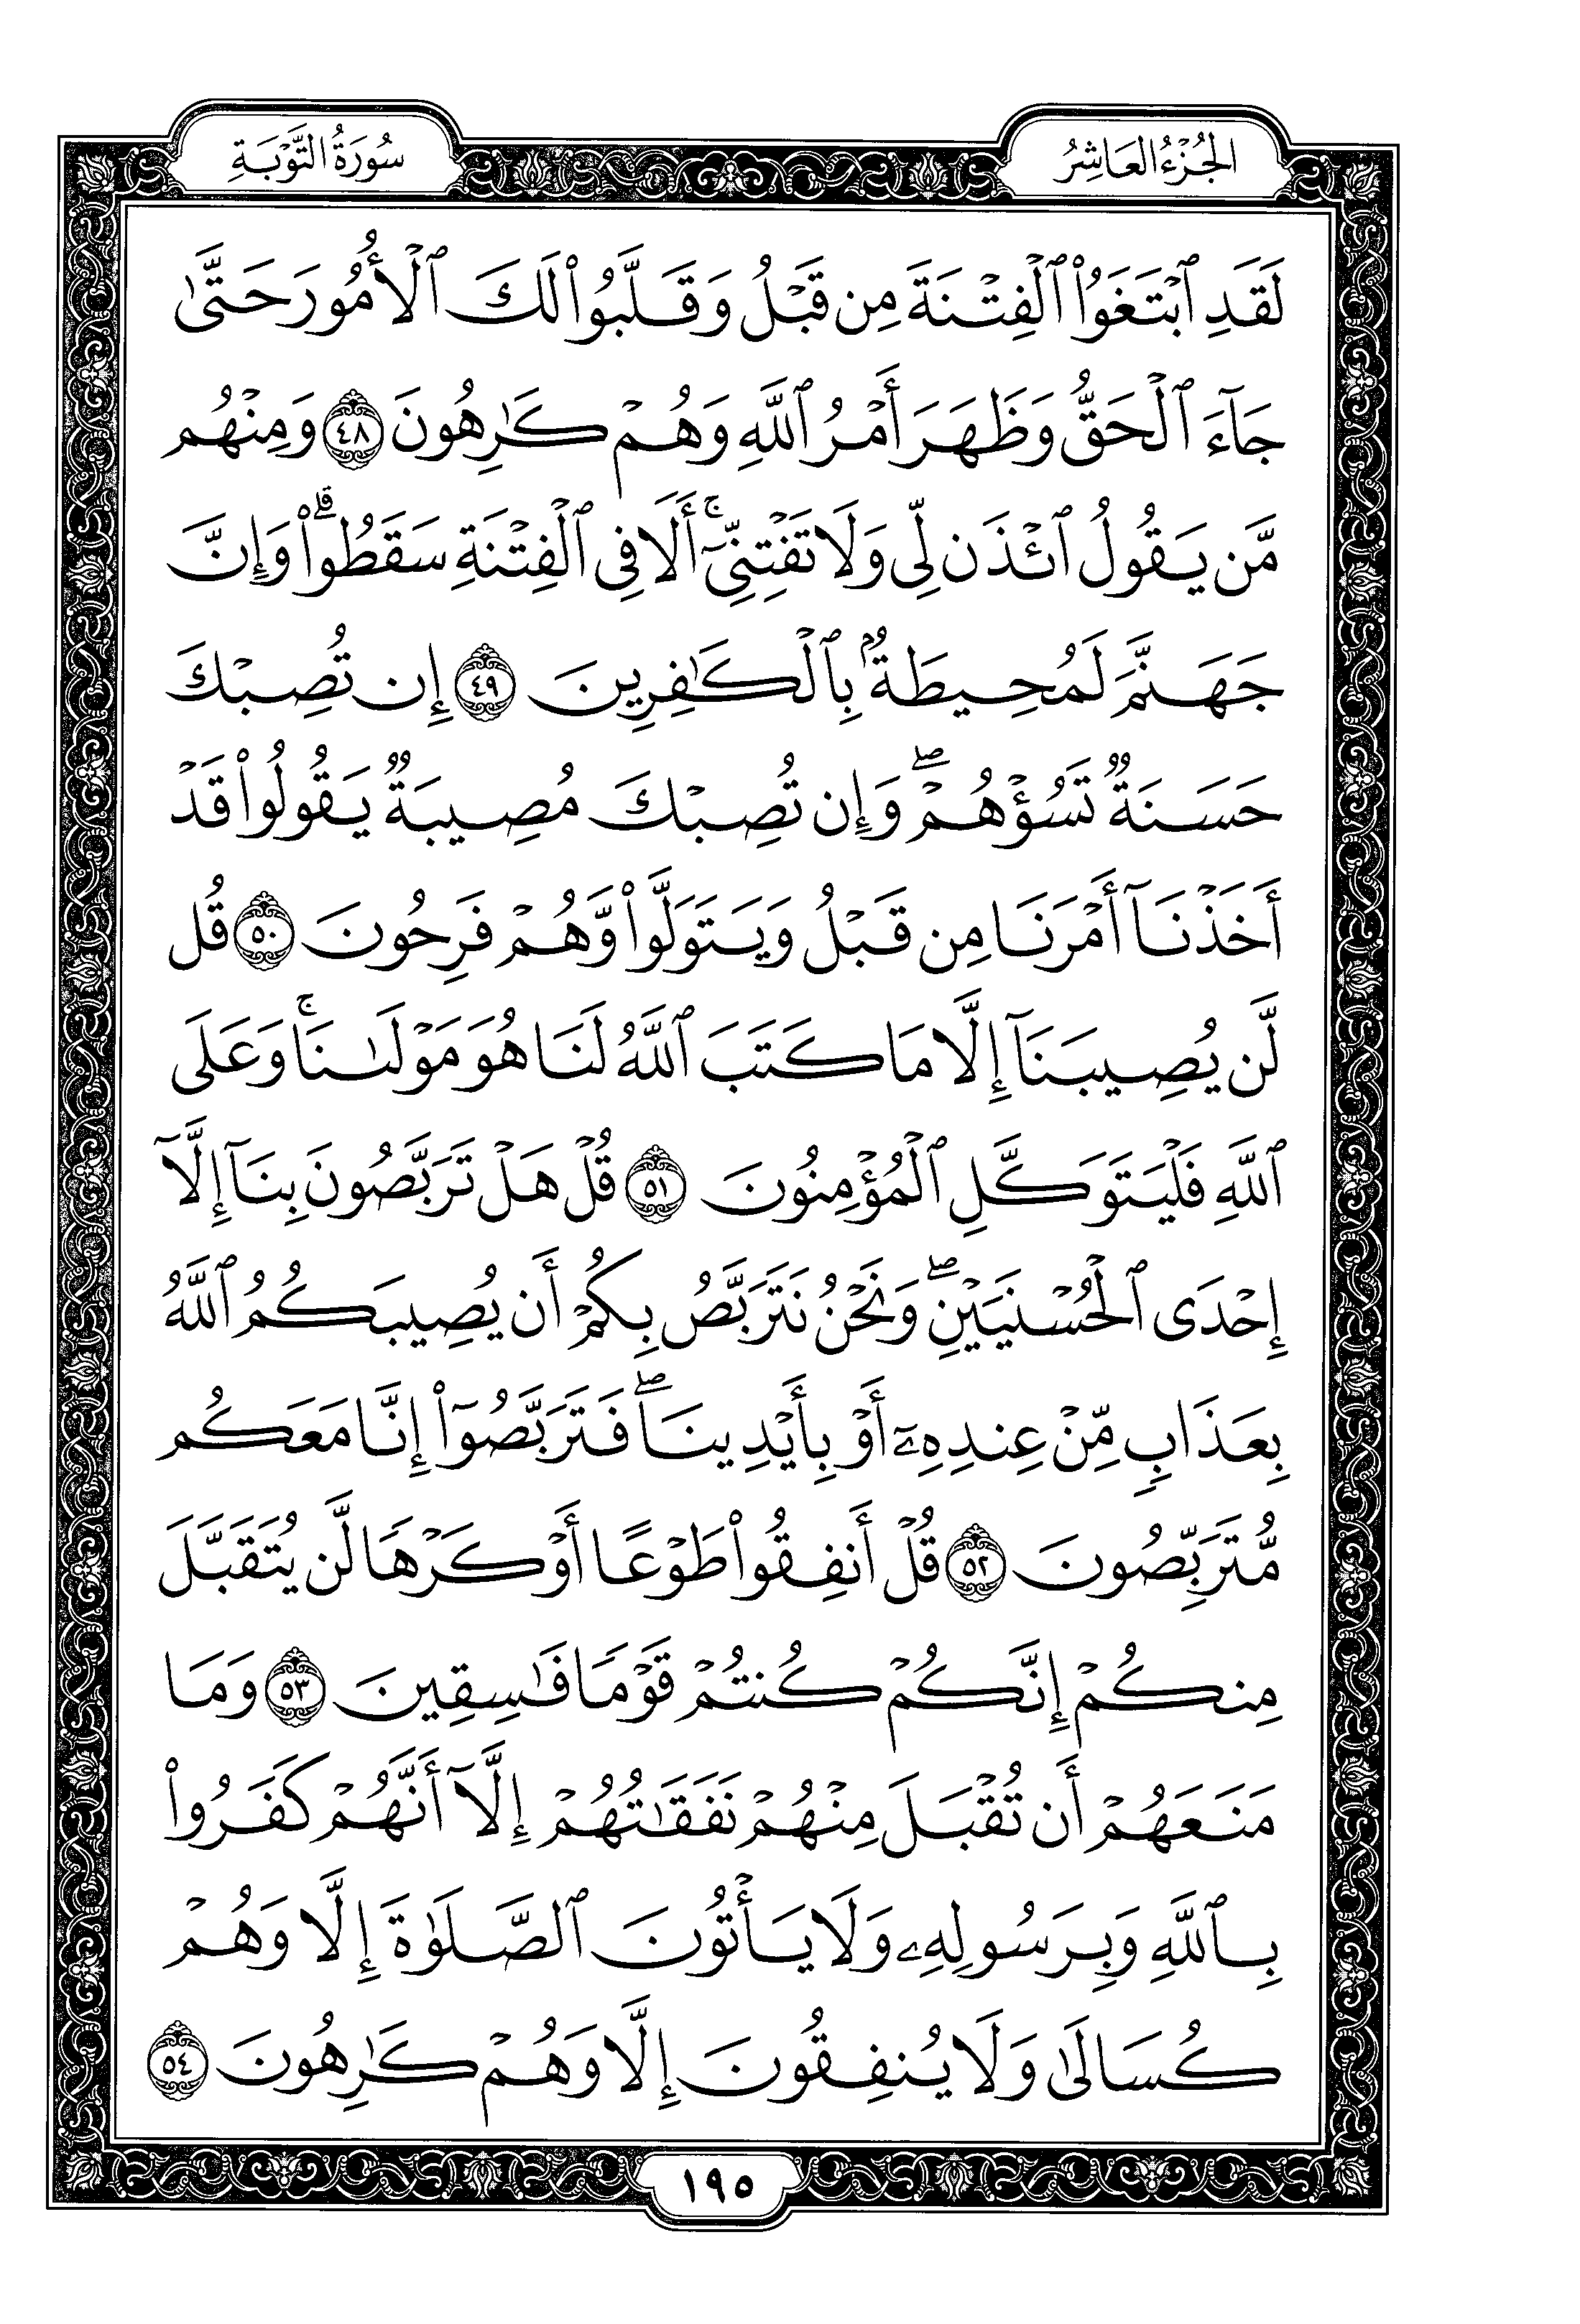 الجُزْءُ العَاشِرُ
سُورَةُ التَّوْبَةِ
لَقَدِ ٱبْتَغَوُا۟ ٱلْفِتْنَةَ مِن قَبْلُ وَقَلَّبُوا۟ لَكَ ٱلْأُمُورَ حَتَّىٰ
جَآءَ ٱلْحَقُّ وَظَهَرَ أَمْرُ ٱللَّهِ وَهُمْ كَـٰرِهُونَ ٤٨ وَمِنْهُم
مَّن يَقُولُ ٱئْذَن لِّى وَلَا تَفْتِنِّىٓ ۚ أَلَا فِى ٱلْفِتْنَةِ سَقَطُوا۟ ۗ وَإِنَّ
جَهَنَّمَ لَمُحِيطَةٌۢ بِٱلْكَـٰفِرِينَ ٤٩ إِن تُصِبْكَ
حَسَنَةٌ تَسُؤْهُمْ ۖ وَإِن تُصِبْكَ مُصِيبَةٌ يَقُولُوا۟ قَدْ
أَخَذْنَآ أَمْرَنَا مِن قَبْلُ وَيَتَوَلَّوا۟ وَّهُمْ فَرِحُونَ ٥٠ قُل
لَّن يُصِيبَنَآ إِلَّا مَا كَتَبَ ٱللَّهُ لَنَا هُوَ مَوْلَىٰنَا ۚ وَعَلَى
ٱللَّهِ فَلْيَتَوَكَّلِ ٱلْمُؤْمِنُونَ ٥١ قُلْ هَلْ تَرَبَّصُونَ بِنَآ إِلَّآ
إِحْدَى ٱلْحُسْنَيَيْنِ ۖ وَنَحْنُ نَتَرَبَّصُ بِكُمْ أَن يُصِيبَكُمُ ٱللَّهُ
بِعَذَابٍ مِّنْ عِندِهِۦٓ أَوْ بِأَيْدِينَا ۖ فَتَرَبَّصُوٓا۟ إِنَّا مَعَكُم
مُّتَرَبِّصُونَ ٥٢ قُلْ أَنفِقُوا۟ طَوْعًا أَوْ كَرْهًا لَّن يُتَقَبَّلَ
مِنكُمْ إِنَّكُمْ كُنتُمْ قَوْمًا فَـٰسِقِينَ ٥٣ وَمَا
مَنَعَهُمْ أَن تُقْبَلَ مِنْهُمْ نَفَقَـٰتُهُمْ إِلَّآ أَنَّهُمْ كَفَرُوا۟
بِٱللَّهِ وَبِرَسُولِهِۦ وَلَا يَأْتُونَ ٱلصَّلَوٰةَ إِلَّا وَهُمْ
كُسَالَىٰ وَلَا يُنفِقُونَ إِلَّا وَهُمْ كَـٰرِهُونَ ٥٤
١٩٥